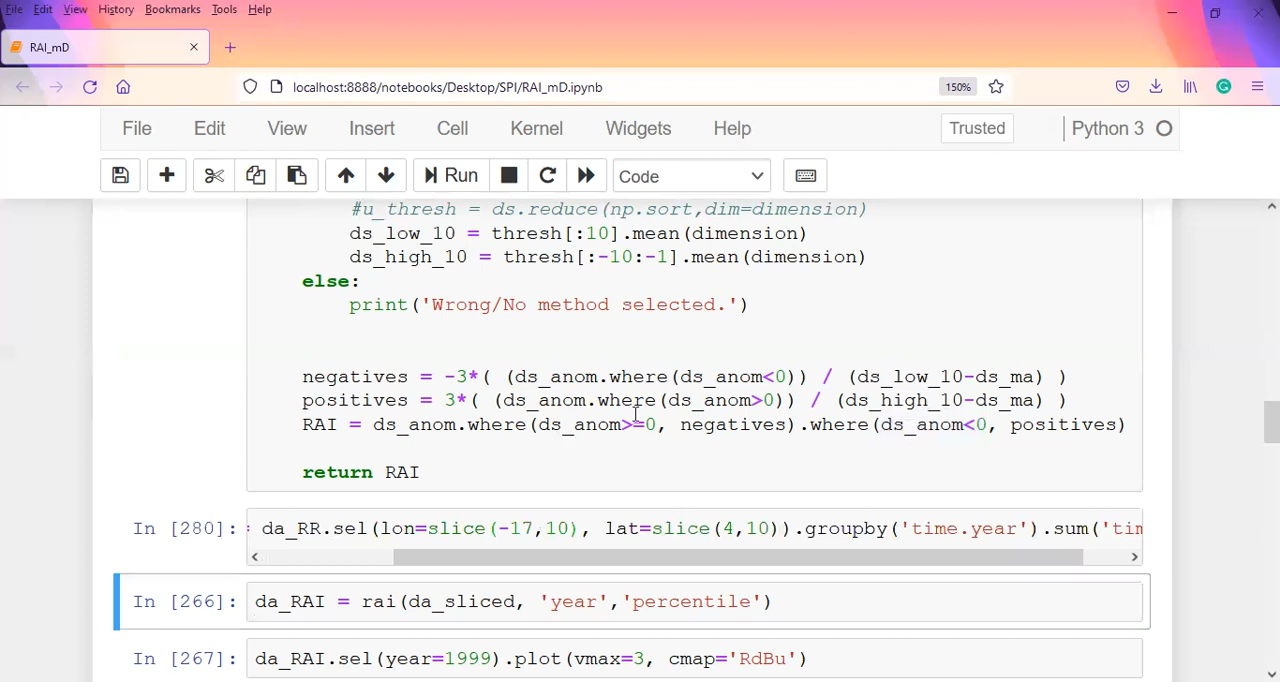 File Edit View History Bookmarks Tools Help
RAI_mD
localhost:8888/notebooks/Desktop/SPI/RAI_mD.ipynb 150%
File Edit View Insert Cell Kernel Widgets Help Trusted Python 3
Run Code
#u_thresh = ds.reduce(np.sort,dim=dimension)
ds_low_10 = thresh[:10].mean(dimension)
ds_high_10 = thresh[:-10:-1].mean(dimension)
else:
print('Wrong/No method selected.')
negatives = -3*( (ds_anom.where(ds_anom<0)) / (ds_low_10-ds_ma) )
positives = 3*( (ds_anom.where(ds_anom>0)) / (ds_high_10-ds_ma) )
RAI = ds_anom.where(ds_anom>=0, negatives).where(ds_anom<0, positives)
return RAI
In [280]: = da_RR.sel(lon=slice(-17,10), lat=slice(4,10)).groupby('time.year').sum('tim
In [266]: da_RAI = rai(da_sliced, 'year','percentile')
In [267]: da_RAI.sel(year=1999).plot(vmax=3, cmap='RdBu')